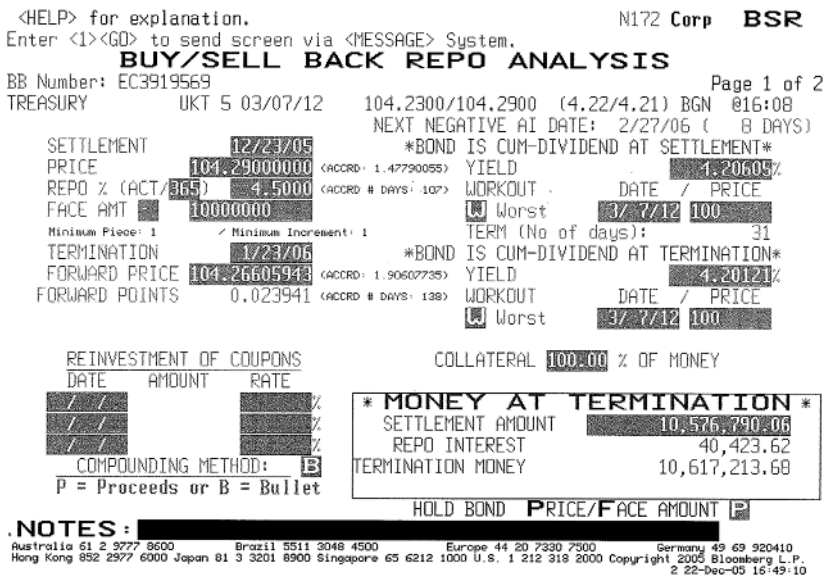 <HELP> for explanation. N172 Corp BSR
Enter <1><GO> to send screen via <MESSAGE> System.
BUY/SELL BACK REPO ANALYSIS
BB Number: EC3919569 Page 1 of 2
TREASURY UKT 5 03/07/12 104.2300/104.2900 (4.22/4.21) BGN @16:08
NEXT NEGATIVE AI DATE: 2/27/06 ( 8 DAYS)
SETTLEMENT 12/23/05 *BOND IS CUM-DIVIDEND AT SETTLEMENT*
PRICE 104.29000000 (ACCRD: 1.47790055) YIELD 4.20605%
REPO % (ACT/365) 4.5000 (ACCRD # DAYS: 107) WORKOUT DATE / PRICE
FACE AMT 10000000 W Worst 3/ 7/12 100
Minimum Piece: 1 / Minimum Increment: 1 TERM (No of days): 31
TERMINATION 1/23/06 *BOND IS CUM-DIVIDEND AT TERMINATION*
FORWARD PRICE 104.26605943 (ACCRD: 1.90607735) YIELD 4.20121%
FORWARD POINTS 0.023941 (ACCRD # DAYS: 138) WORKOUT DATE / PRICE
W Worst 3/ 7/12 100
REINVESTMENT OF COUPONS COLLATERAL 100.00 % OF MONEY
DATE AMOUNT RATE
/ / %
/ / %
/ / %
* MONEY AT TERMINATION *
SETTLEMENT AMOUNT 10,576,790.06
REPO INTEREST 40,423.62
TERMINATION MONEY 10,617,213.68
COMPOUNDING METHOD: B
P = Proceeds or B = Bullet
HOLD BOND PRICE/FACE AMOUNT P
.NOTES:
Australia 61 2 9777 8600 Brazil 5511 3048 4500 Europe 44 20 7330 7500 Germany 49 69 920410
Hong Kong 852 2977 6000 Japan 81 3 3201 8900 Singapore 65 6212 1000 U.S. 1 212 318 2000 Copyright 2005 Bloomberg L.P.
2 22-Dec-05 16:49:10